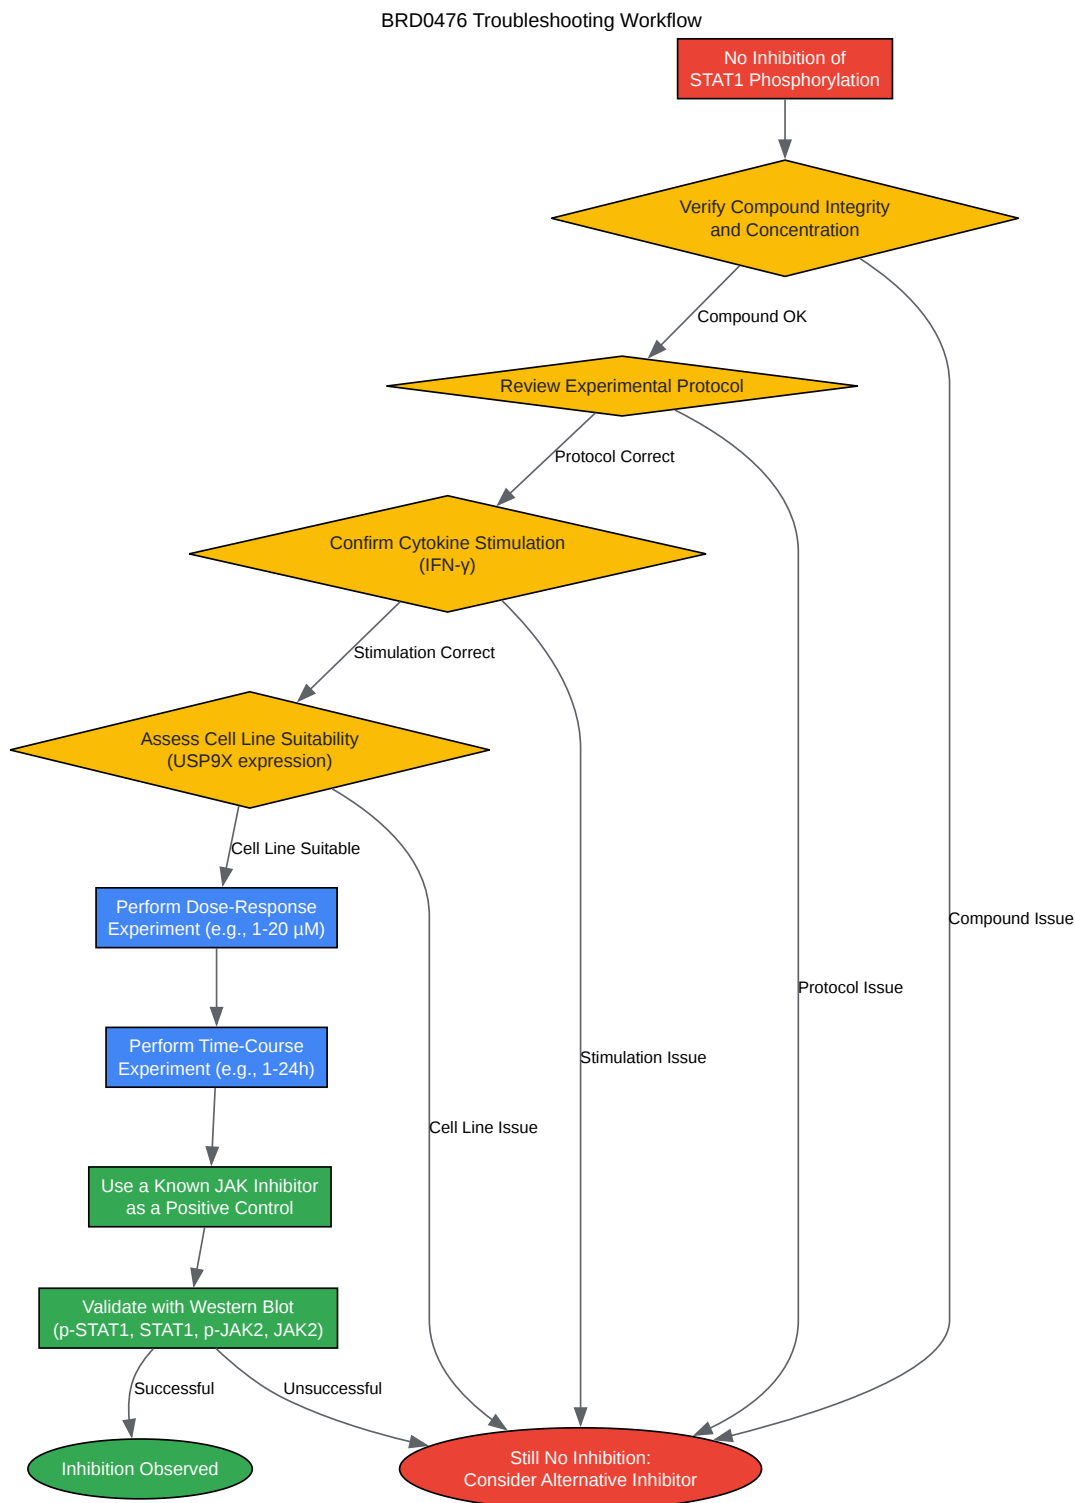 BRD0476 Troubleshooting Workflow
No Inhibition of
STAT1 Phosphorylation
Verify Compound Integrity
and Concentration
Compound OK
Review Experimental Protocol
Protocol Correct
Confirm Cytokine Stimulation
(IFN-γ)
Stimulation Correct
Assess Cell Line Suitability
(USP9X expression)
Cell Line Suitable
Perform Dose-Response
Experiment (e.g., 1-20 µM)
Compound Issue
Protocol Issue
Perform Time-Course
Experiment (e.g., 1-24h)
Stimulation Issue
Cell Line Issue
Use a Known JAK Inhibitor
as a Positive Control
Validate with Western Blot
(p-STAT1, STAT1, p-JAK2, JAK2)
Successful
Unsuccessful
Inhibition Observed
Still No Inhibition:
Consider Alternative Inhibitor